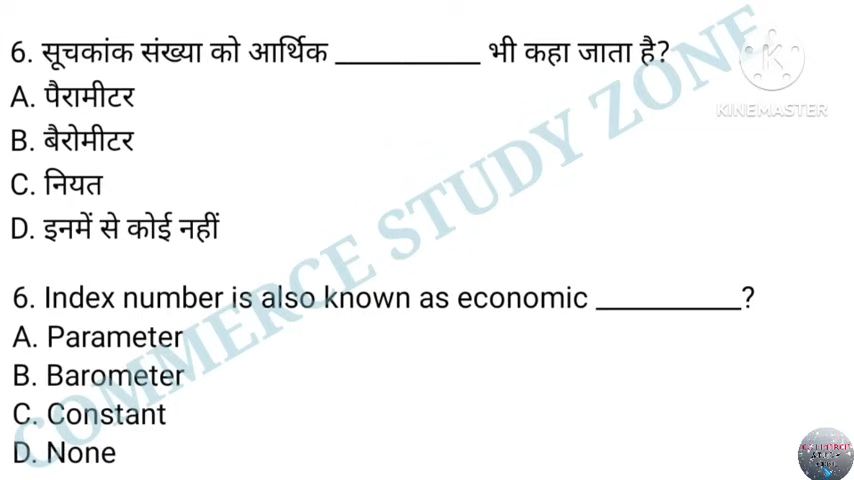 6. सूचकांक संख्या को आर्थिक __________ भी कहा जाता है?
A. पैरामीटर
B. बैरोमीटर
C. नियत
D. इनमें से कोई नहीं
6. Index number is also known as economic __________?
A. Parameter
B. Barometer
C. Constant
D. None
COMMERCE STUDY ZONE
KINEMASTER